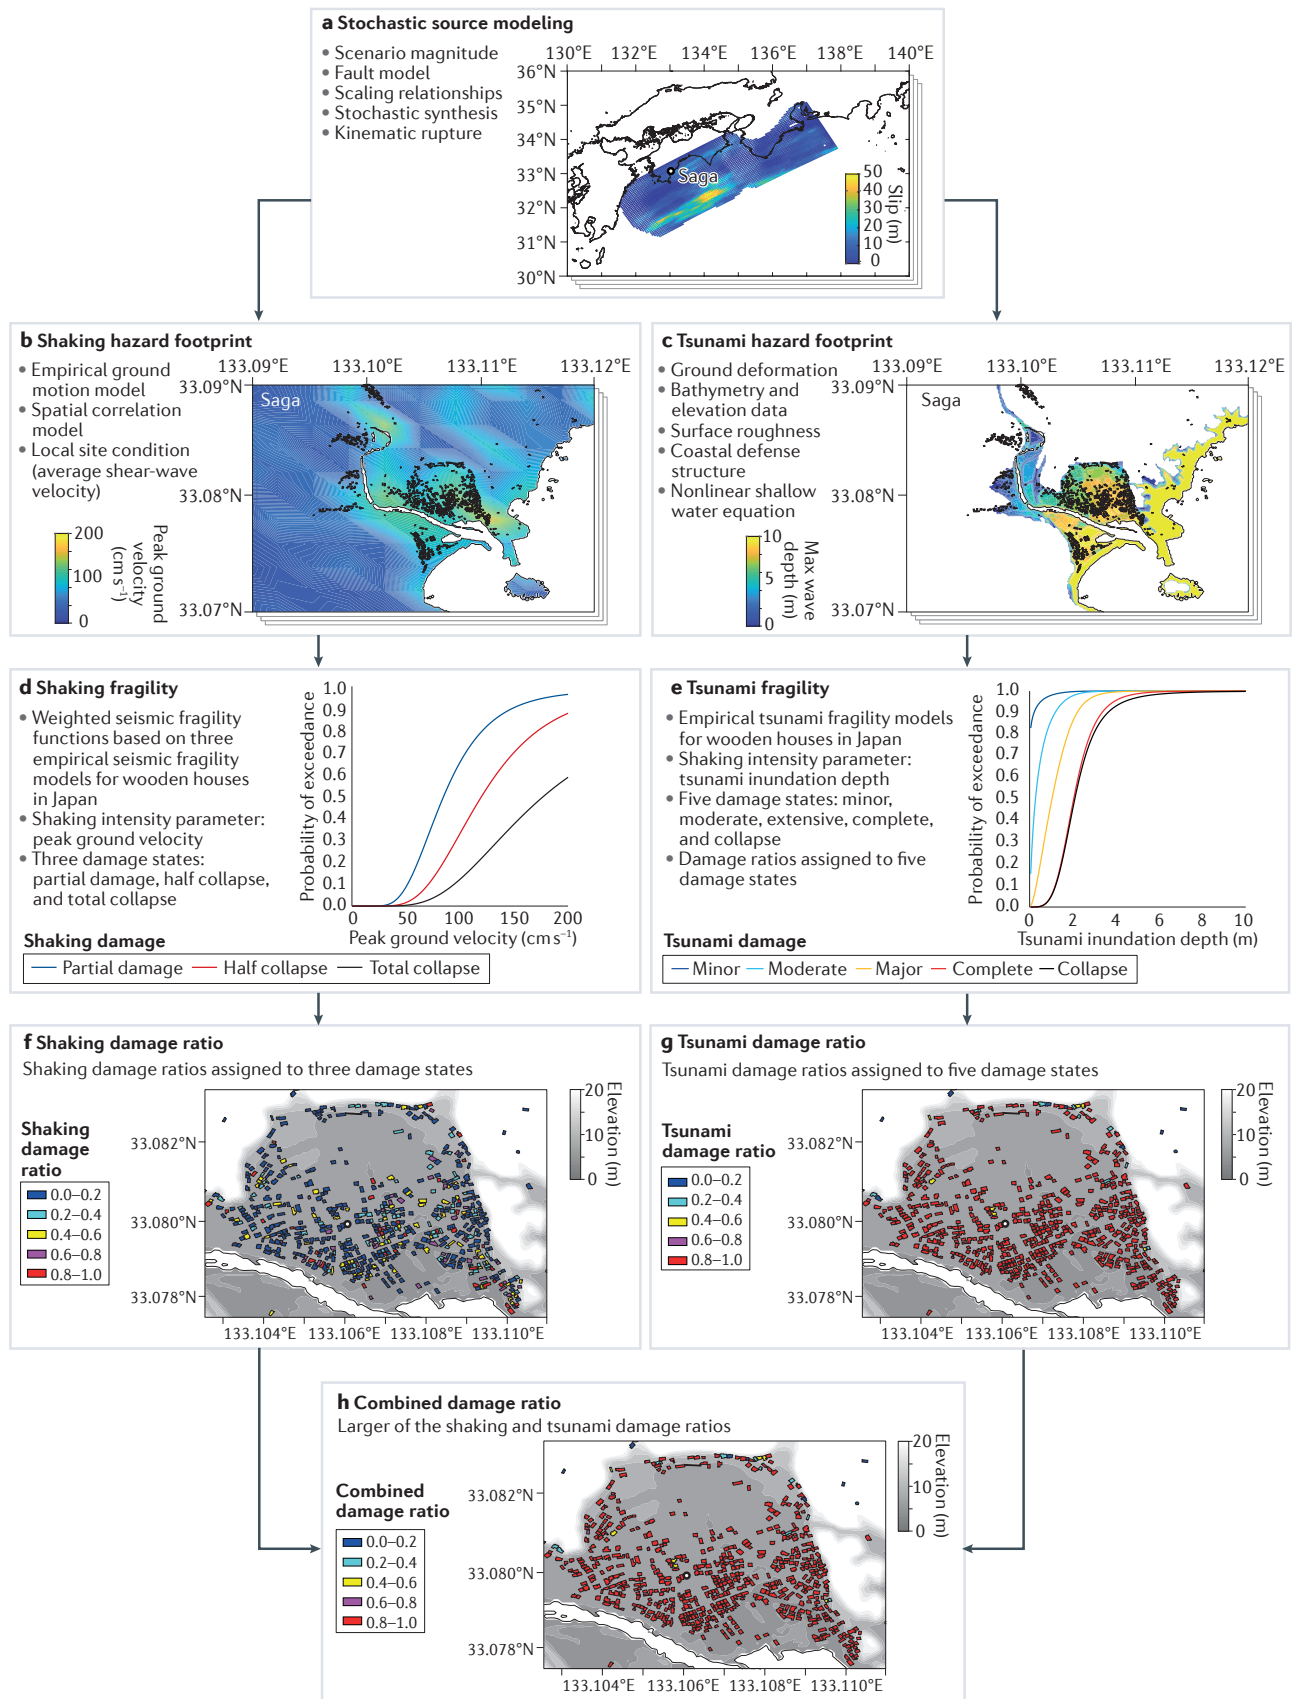 a Stochastic source modeling
• Scenario magnitude
• Fault model
• Scaling relationships
• Stochastic synthesis
• Kinematic rupture
130°E 132°E 134°E 136°E 138°E 140°E
36°N
35°N
34°N
33°N
32°N
31°N
30°N
Saga
50
40
30
20
10
0
Slip (m)
b Shaking hazard footprint
• Empirical ground
motion model
• Spatial correlation
model
• Local site condition
(average shear-wave
velocity)
133.09°E 133.10°E 133.11°E 133.12°E
33.09°N
33.08°N
33.07°N
Saga
200
100
0
Peak ground
velocity
(cm s⁻¹)
c Tsunami hazard footprint
• Ground deformation
• Bathymetry and
elevation data
• Surface roughness
• Coastal defense
structure
• Nonlinear shallow
water equation
133.09°E 133.10°E 133.11°E 133.12°E
33.09°N
33.08°N
33.07°N
Saga
10
5
0
Max wave
depth (m)
d Shaking fragility
• Weighted seismic fragility
functions based on three
empirical seismic fragility
models for wooden houses
in Japan
• Shaking intensity parameter:
peak ground velocity
• Three damage states:
partial damage, half collapse,
and total collapse
Probability of exceedance
1.0
0.9
0.8
0.7
0.6
0.5
0.4
0.3
0.2
0.1
0.0
0 50 100 150 200
Peak ground velocity (cm s⁻¹)
Shaking damage
Partial damage Half collapse Total collapse
e Tsunami fragility
• Empirical tsunami fragility models
for wooden houses in Japan
• Shaking intensity parameter:
tsunami inundation depth
• Five damage states: minor,
moderate, extensive, complete,
and collapse
• Damage ratios assigned to five
damage states
Probability of exceedance
1.0
0.9
0.8
0.7
0.6
0.5
0.4
0.3
0.2
0.1
0.0
0 2 4 6 8 10
Tsunami inundation depth (m)
Tsunami damage
Minor Moderate Major Complete Collapse
f Shaking damage ratio
Shaking damage ratios assigned to three damage states
Shaking
damage
ratio
0.0–0.2
0.2–0.4
0.4–0.6
0.6–0.8
0.8–1.0
33.082°N
33.080°N
33.078°N
133.104°E 133.106°E 133.108°E 133.110°E
20
10
0
Elevation (m)
g Tsunami damage ratio
Tsunami damage ratios assigned to five damage states
Tsunami
damage ratio
0.0–0.2
0.2–0.4
0.4–0.6
0.6–0.8
0.8–1.0
33.082°N
33.080°N
33.078°N
133.104°E 133.106°E 133.108°E 133.110°E
20
10
0
Elevation (m)
h Combined damage ratio
Larger of the shaking and tsunami damage ratios
Combined
damage ratio
0.0–0.2
0.2–0.4
0.4–0.6
0.6–0.8
0.8–1.0
33.082°N
33.080°N
33.078°N
133.104°E 133.106°E 133.108°E 133.110°E
20
10
0
Elevation (m)